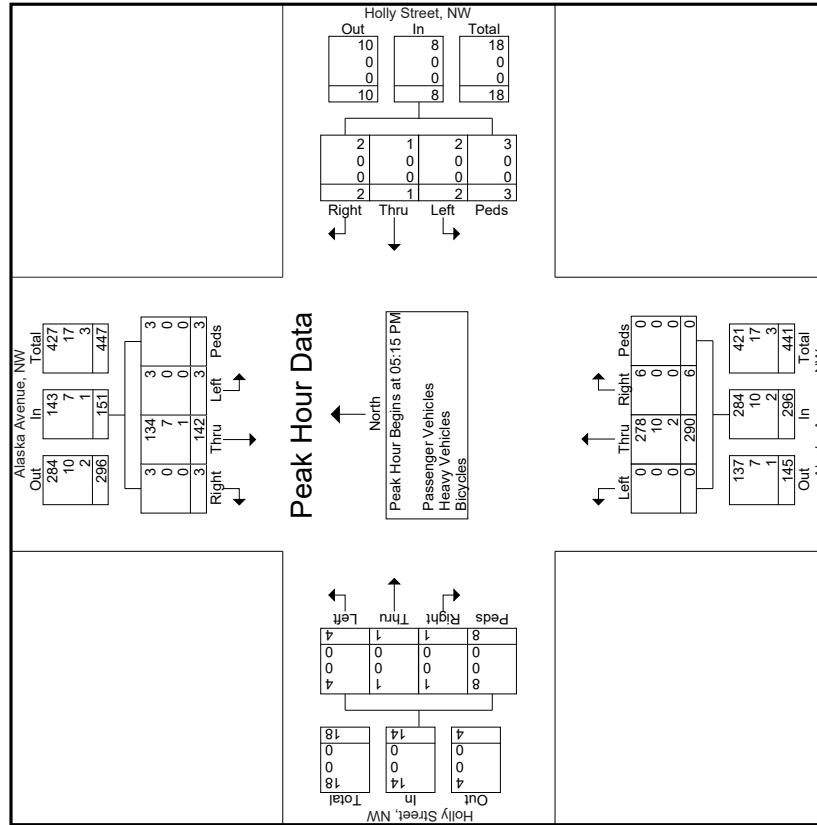 Holly Street, NW
Out In Total
10 8 18
0 0 0
0 0 0
10 8 18
2 1 2 3
0 0 0 0
0 0 0 0
2 1 2 3
Right Thru Left Peds
Alaska Avenue, NW
Out In Total
284 143 427
10 7 17
2 1 3
296 151 447
3 134 3 3
0 7 0 0
0 1 0 0
3 142 3 3
Right Thru Left Peds
Peak Hour Data
North
Peak Hour Begins at 05:15 PM
Passenger Vehicles
Heavy Vehicles
Bicycles
Left Thru Right Peds
0 278 6 0
0 10 0 0
0 2 0 0
0 290 6 0
137 284 421
7 10 17
1 2 3
145 296 441
Out In Total
Holly Street, NW
Out In Total
4 14 18
0 0 0
0 0 0
4 14 18
8 1 1 4
0 0 0 0
0 0 0 0
8 1 1 4
Peds Right Thru Left